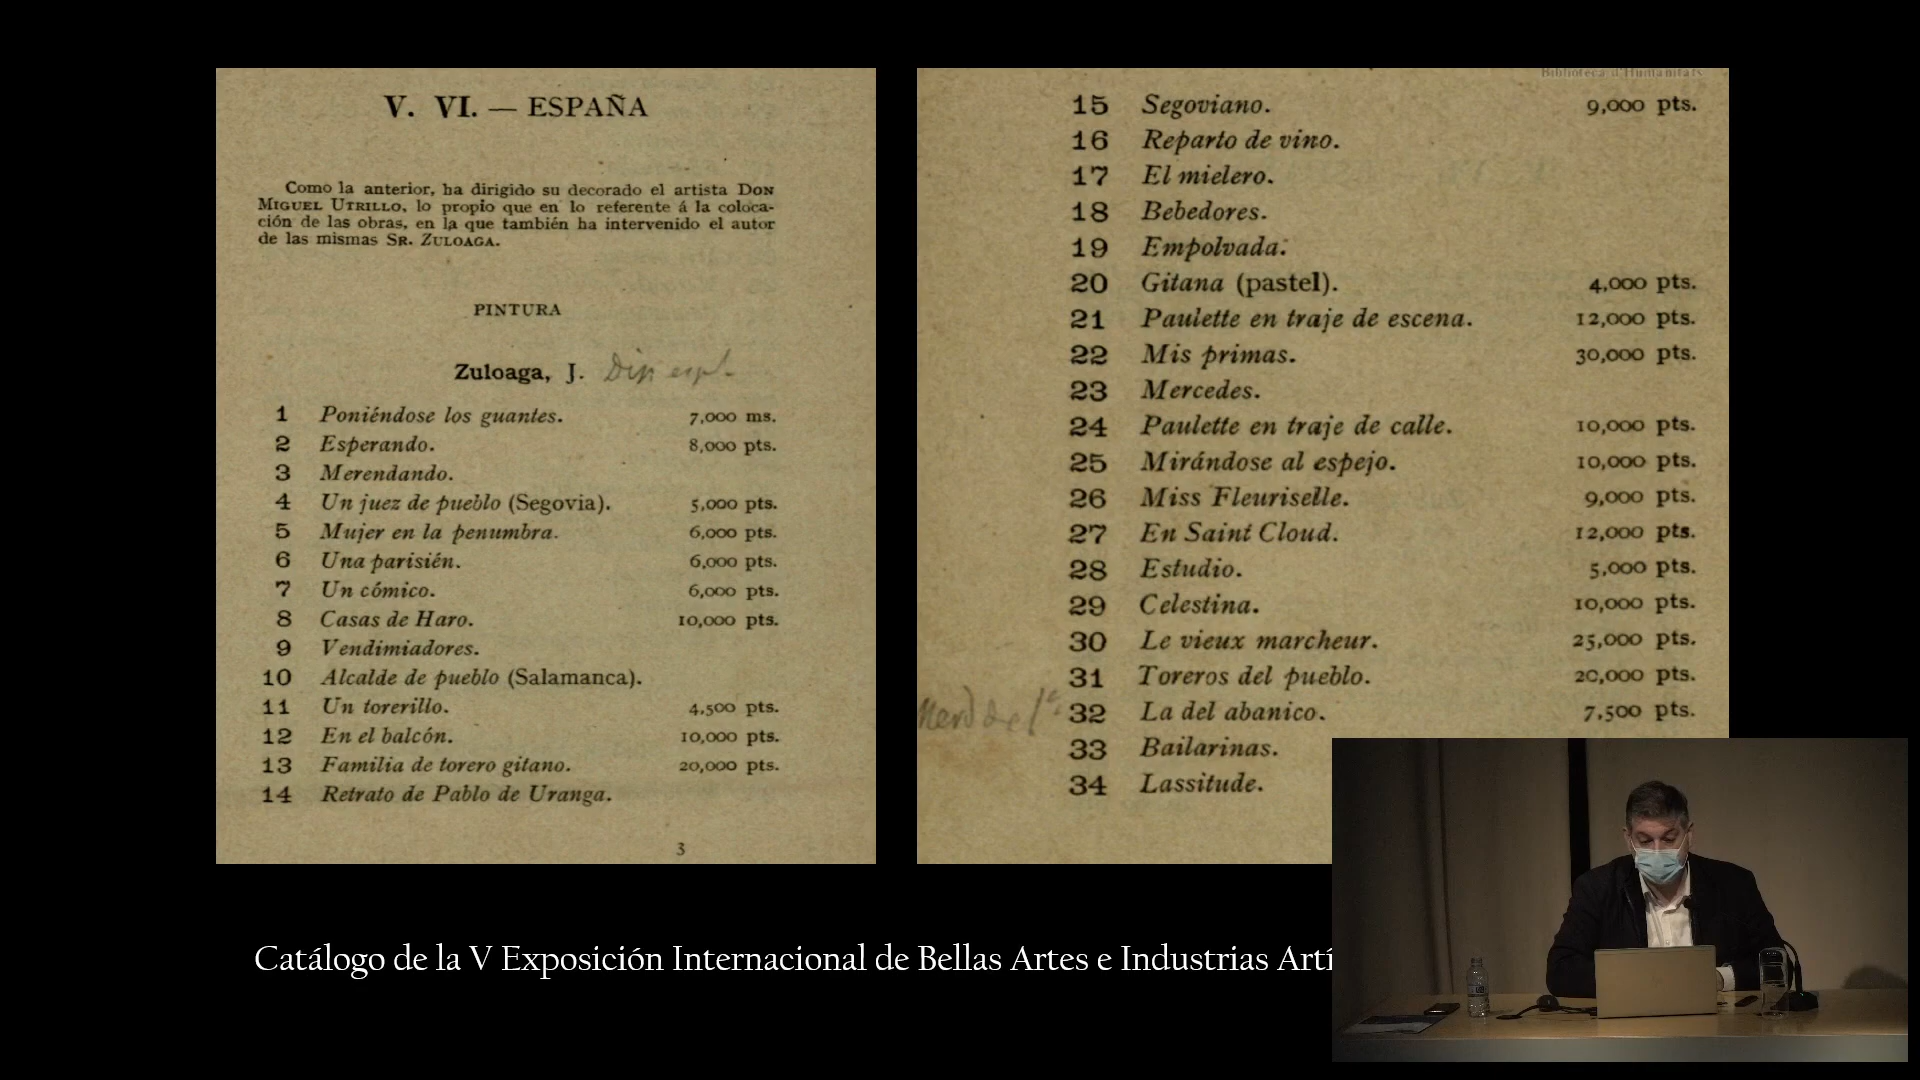 V. VI. — ESPAÑA
Como la anterior, ha dirigido su decorado el artista DON
MIGUEL UTRILLO, lo propio que en lo referente á la coloca-
ción de las obras, en la que también ha intervenido el autor
de las mismas SR. ZULOAGA.
PINTURA
Zuloaga, J.
1 Poniéndose los guantes. 7,000 ms.
2 Esperando. 8,000 pts.
3 Merendando.
4 Un juez de pueblo (Segovia). 5,000 pts.
5 Mujer en la penumbra. 6,000 pts.
6 Una parisién. 6,000 pts.
7 Un cómico. 6,000 pts.
8 Casas de Haro. 10,000 pts.
9 Vendimiadores.
10 Alcalde de pueblo (Salamanca).
11 Un torerillo. 4,500 pts.
12 En el balcón. 10,000 pts.
13 Familia de torero gitano. 20,000 pts.
14 Retrato de Pablo de Uranga.
3
Biblioteca d'Humanitats
15 Segoviano. 9,000 pts.
16 Reparto de vino.
17 El mielero.
18 Bebedores.
19 Empolvada.
20 Gitana (pastel). 4,000 pts.
21 Paulette en traje de escena. 12,000 pts.
22 Mis primas. 30,000 pts.
23 Mercedes.
24 Paulette en traje de calle. 10,000 pts.
25 Mirándose al espejo. 10,000 pts.
26 Miss Fleuriselle. 9,000 pts.
27 En Saint Cloud. 12,000 pts.
28 Estudio. 5,000 pts.
29 Celestina. 10,000 pts.
30 Le vieux marcheur. 25,000 pts.
31 Toreros del pueblo. 20,000 pts.
32 La del abanico. 7,500 pts.
33 Bailarinas.
34 Lassitude.
Catálogo de la V Exposición Internacional de Bellas Artes e Industrias Artí